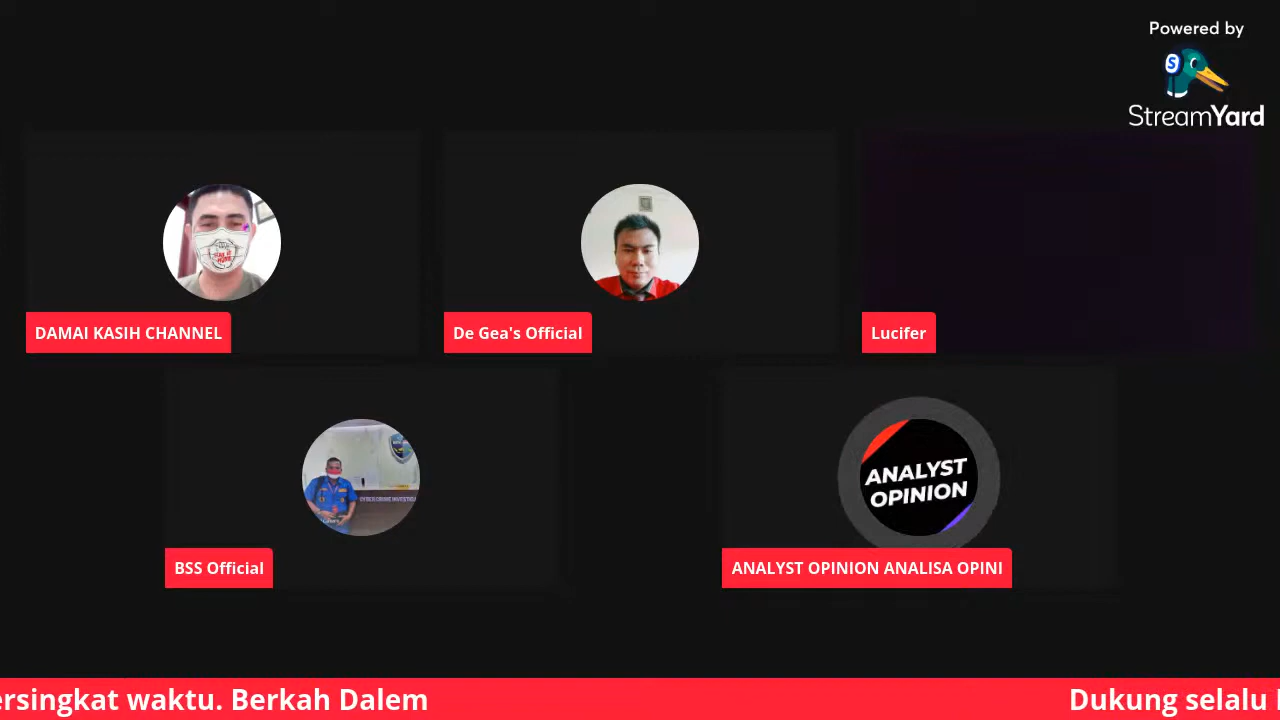 Powered by
StreamYard
DAMAI KASIH CHANNEL
De Gea's Official
Lucifer
BSS Official
ANALYST
OPINION
ANALYST OPINION ANALISA OPINI
ersingkat waktu. Berkah Dalem
Dukung selalu